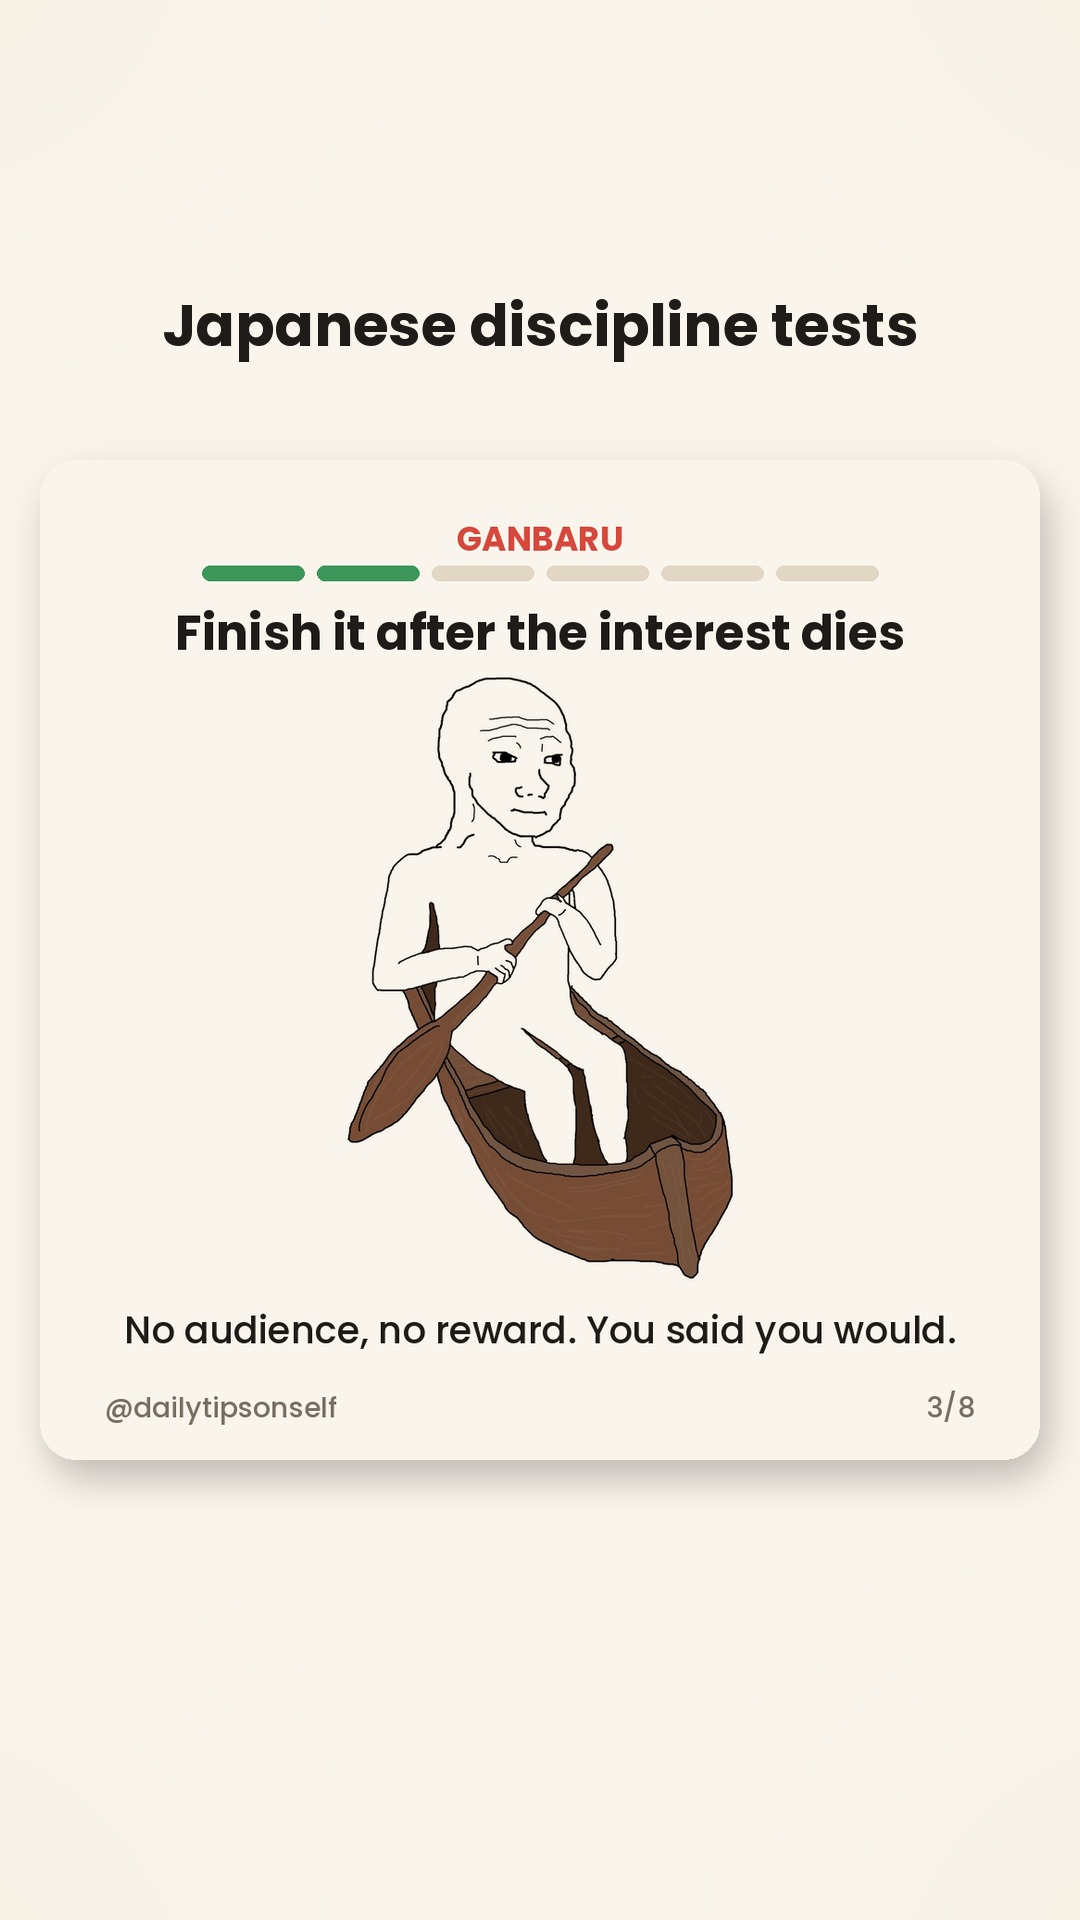 Japanese discipline tests
GANBARU
Finish it after the interest dies
No audience, no reward. You said you would.
@dailytipsonself
3/8